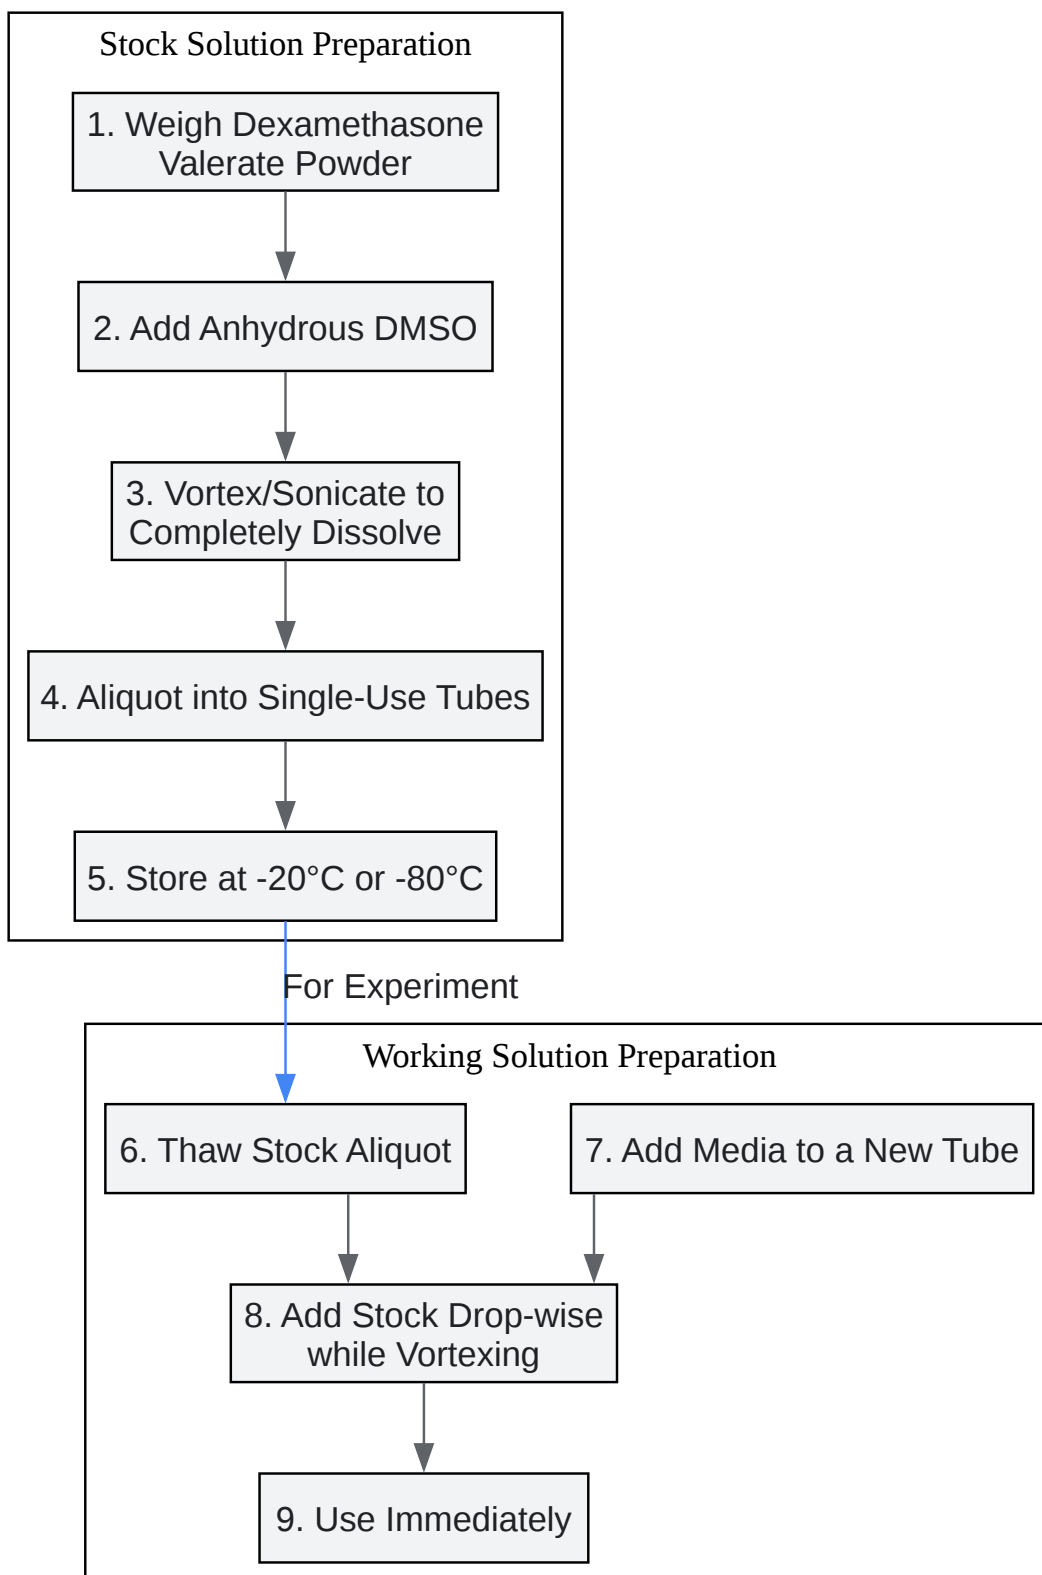 Stock Solution Preparation
1. Weigh Dexamethasone
Valerate Powder
2. Add Anhydrous DMSO
3. Vortex/Sonicate to
Completely Dissolve
4. Aliquot into Single-Use Tubes
5. Store at -20°C or -80°C
For Experiment
Working Solution Preparation
6. Thaw Stock Aliquot
7. Add Media to a New Tube
8. Add Stock Drop-wise
while Vortexing
9. Use Immediately